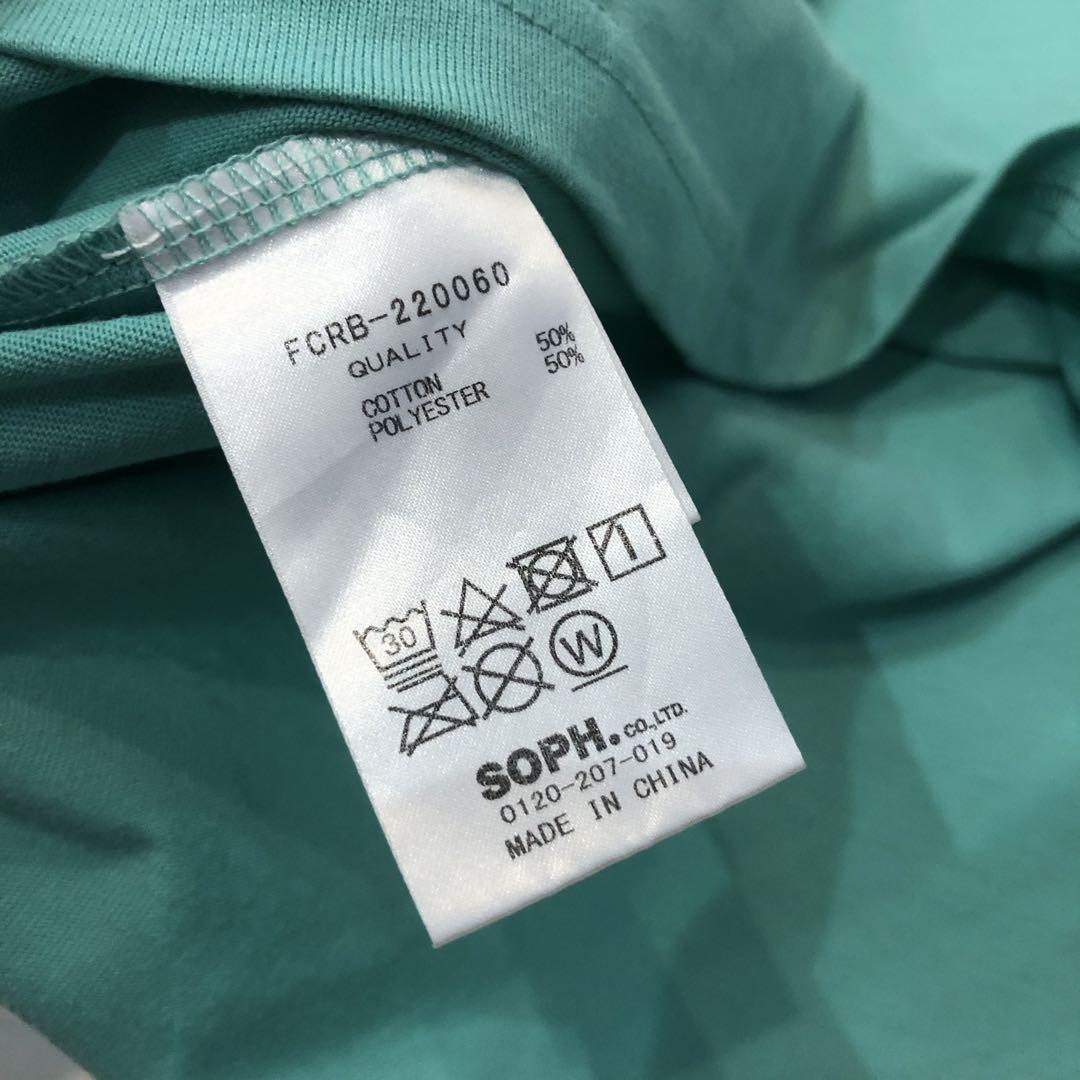 FCRB-220060
QUALITY
COTTON 50%
POLYESTER 50%
30
W
SOPH. CO.,LTD.
0120-207-019
MADE IN CHINA